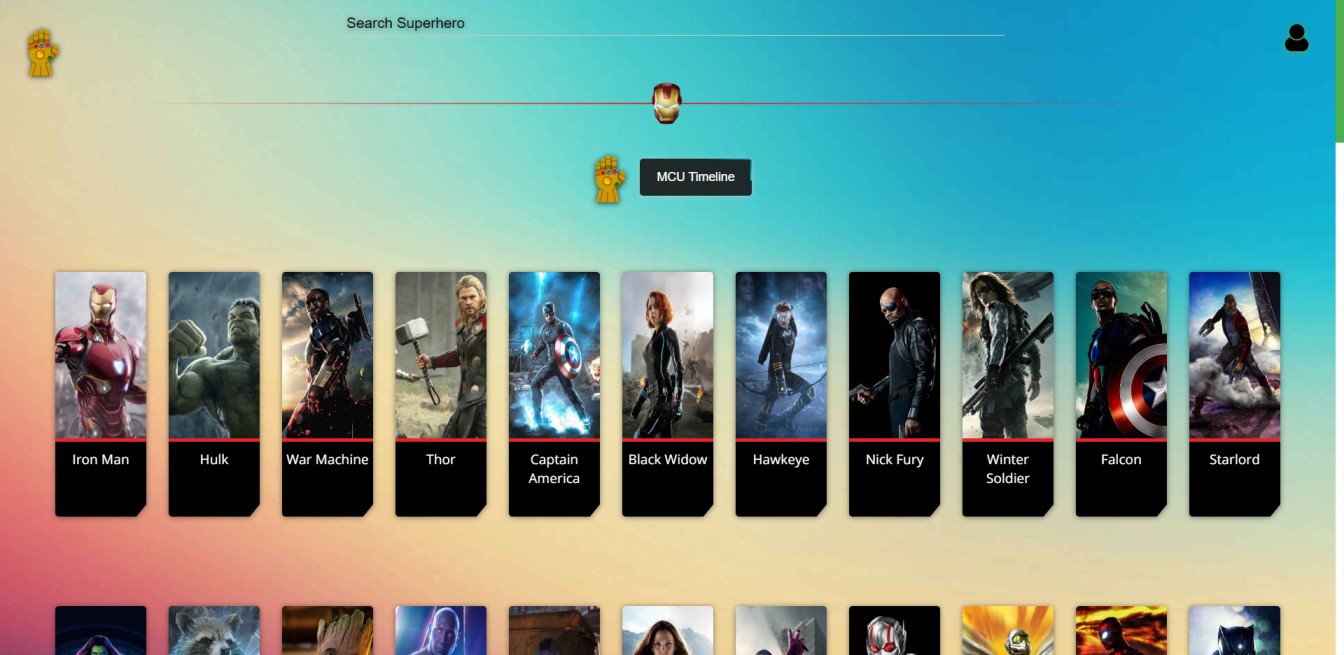 Search Superhero
MCU Timeline
Iron Man
Hulk
War Machine
Thor
Captain
America
Black Widow
Hawkeye
Nick Fury
Winter
Soldier
Falcon
Starlord